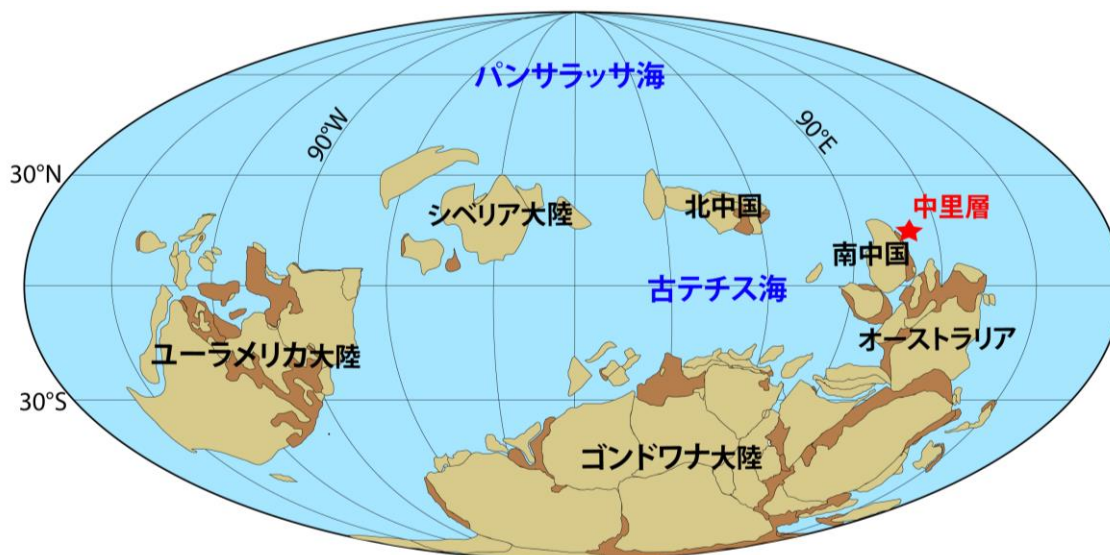 パンサラッサ海
90°W
90°E
30°N
シベリア大陸
北中国
中里層
南中国
古テチス海
オーストラリア
ユーラメリカ大陸
30°S
ゴンドワナ大陸